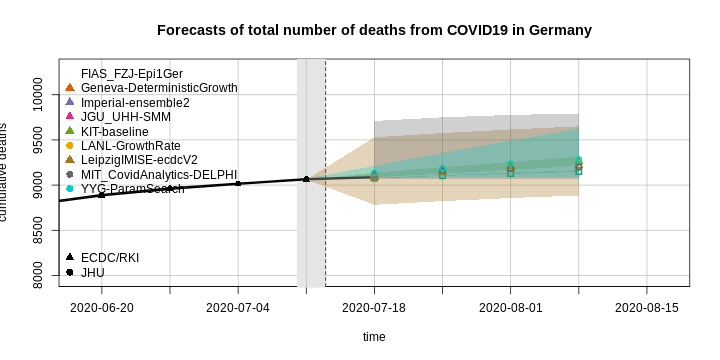 Forecasts of total number of deaths from COVID19 in Germany
cumulative deaths
10000
9500
9000
8500
8000
FIAS_FZJ-Epi1Ger
Geneva-DeterministicGrowth
Imperial-ensemble2
JGU_UHH-SMM
KIT-baseline
LANL-GrowthRate
LeipzigIMISE-ecdcV2
MIT_CovidAnalytics-DELPHI
YYG-ParamSearch
ECDC/RKI
JHU
2020-06-20
2020-07-04
2020-07-18
2020-08-01
2020-08-15
time